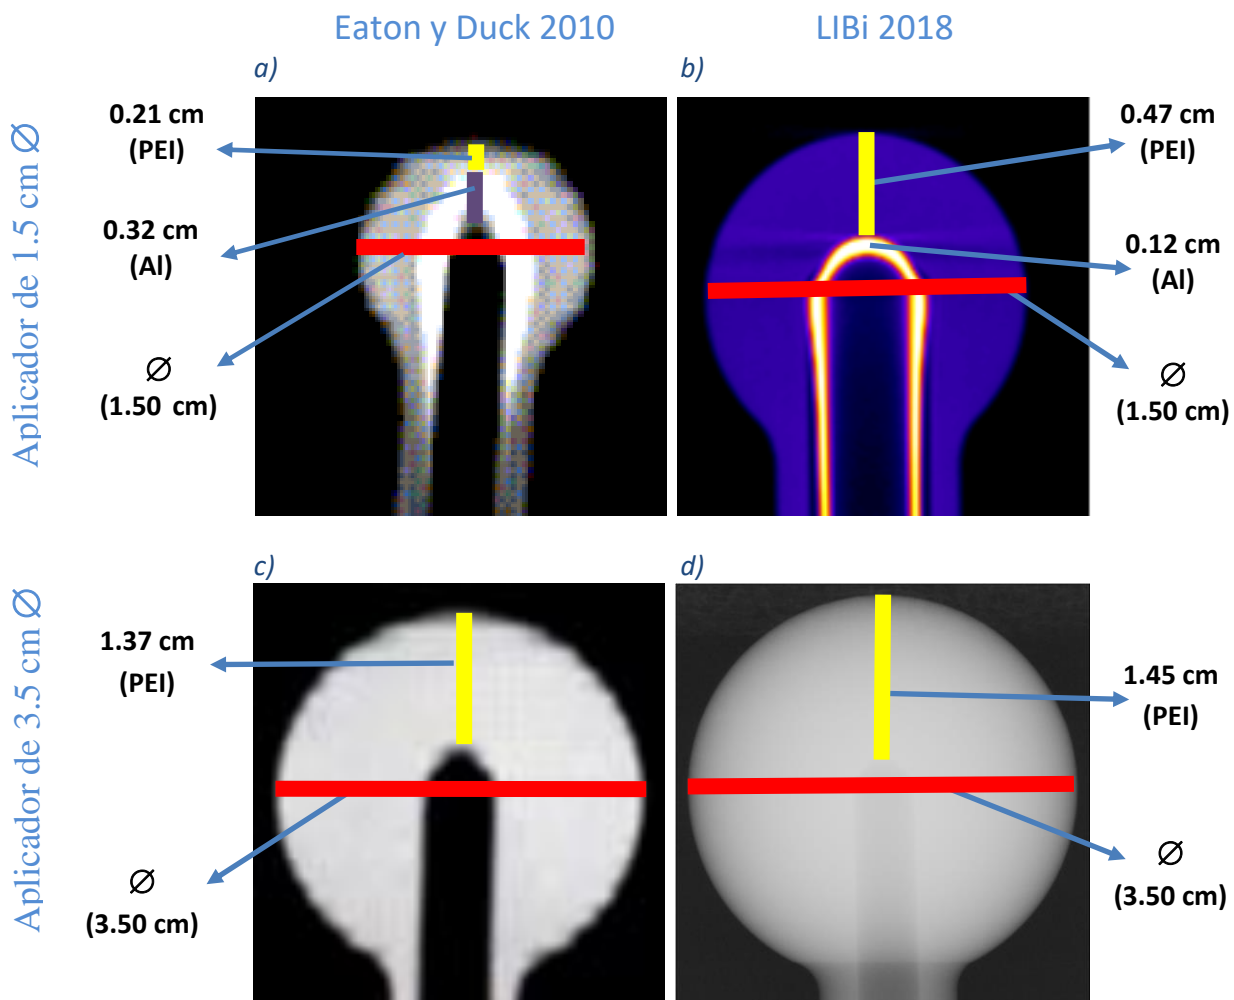 Eaton y Duck 2010
LIBi 2018
Aplicador de 1.5 cm ∅
a)
0.21 cm
(PEI)
0.32 cm
(Al)
∅
(1.50 cm)
b)
0.47 cm
(PEI)
0.12 cm
(Al)
∅
(1.50 cm)
Aplicador de 3.5 cm ∅
c)
1.37 cm
(PEI)
∅
(3.50 cm)
d)
1.45 cm
(PEI)
∅
(3.50 cm)